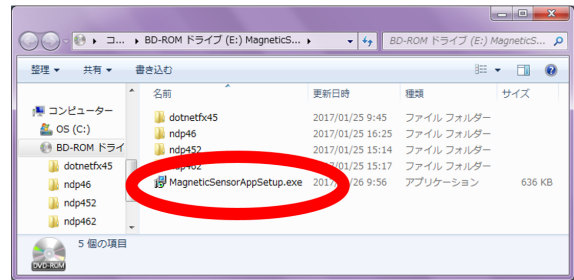 コ... BD-ROM ドライブ (E:) MagneticS... BD-ROM ドライブ (E:) MagneticS...
整理 共有 書き込む
名前 更新日時 種類 サイズ
コンピューター
OS (C:)
BD-ROM ドライ
dotnetfx45
ndp46
ndp452
ndp462
dotnetfx45 2017/01/25 9:45 ファイル フォルダー
ndp46 2017/01/25 16:25 ファイル フォルダー
ndp452 2017/01/25 15:14 ファイル フォルダー
2017/01/25 15:17 ファイル フォルダー
MagneticSensorAppSetup.exe 9:56 アプリケーション 636 KB
5 個の項目
DVD-ROM